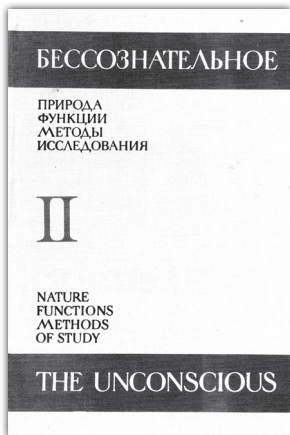 БЕССОЗНАТЕЛЬНОЕ
ПРИРОДА
ФУНКЦИИ
МЕТОДЫ
ИССЛЕДОВАНИЯ
II
NATURE
FUNCTIONS
METHODS
OF STUDY
THE UNCONSCIOUS